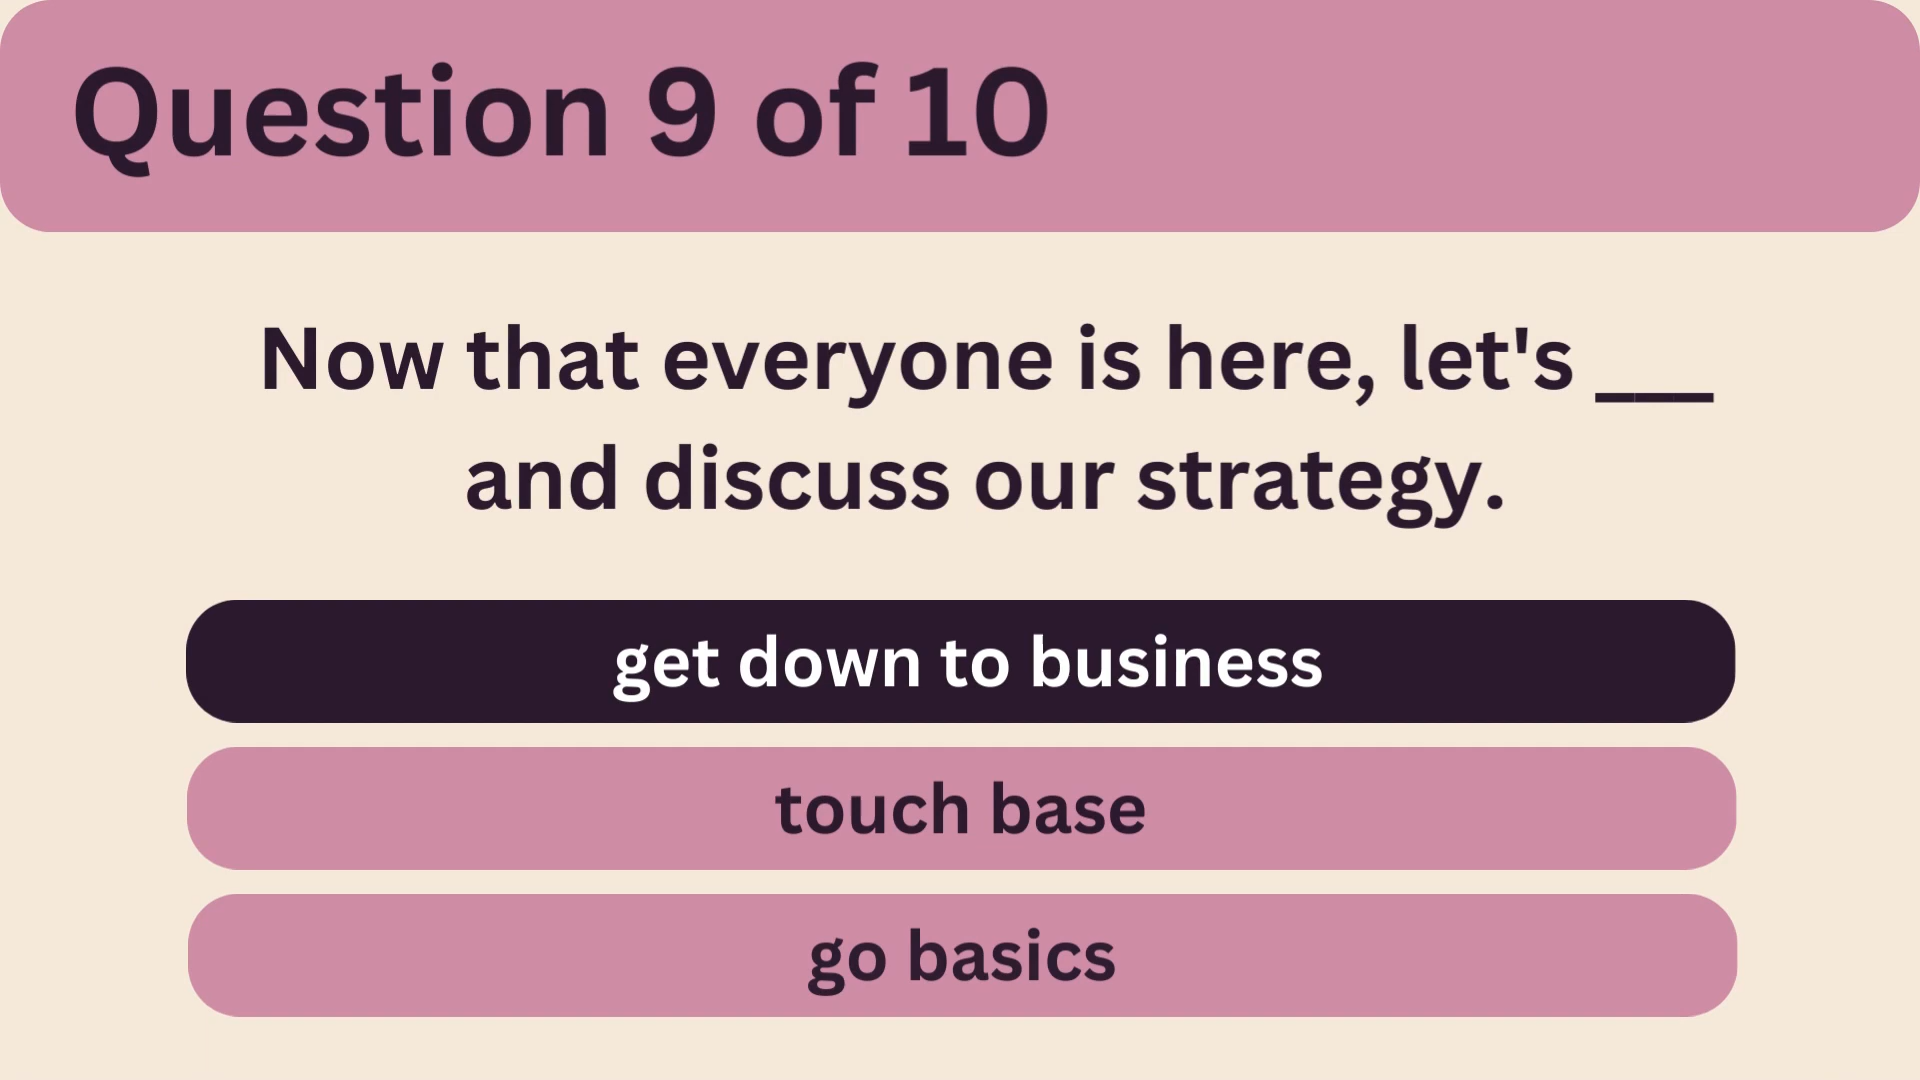 Question 9 of 10
Now that everyone is here, let's ___
and discuss our strategy.
get down to business
touch base
go basics